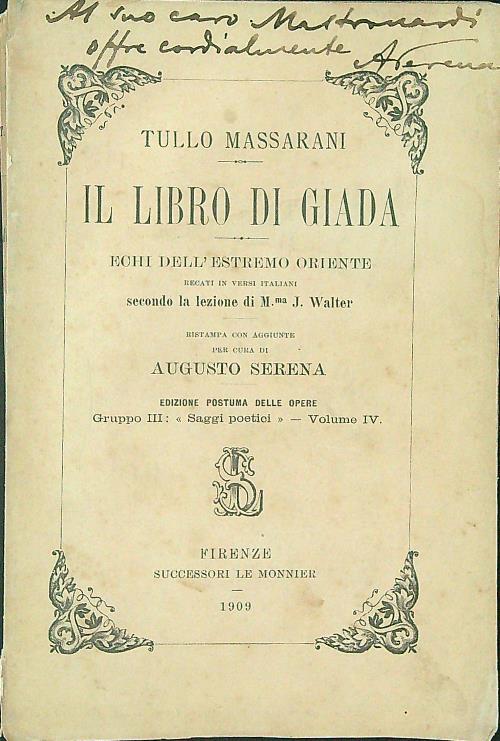 Al suo caro Mastronardi
offre cordialmente ASerena
TULLO MASSARANI
IL LIBRO DI GIADA
ECHI DELL'ESTREMO ORIENTE
RECATI IN VERSI ITALIANI
secondo la lezione di M.ma J. Walter
RISTAMPA CON AGGIUNTE
PER CURA DI
AUGUSTO SERENA
EDIZIONE POSTUMA DELLE OPERE
Gruppo III: « Saggi poetici » — Volume IV.
FIRENZE
SUCCESSORI LE MONNIER
1909